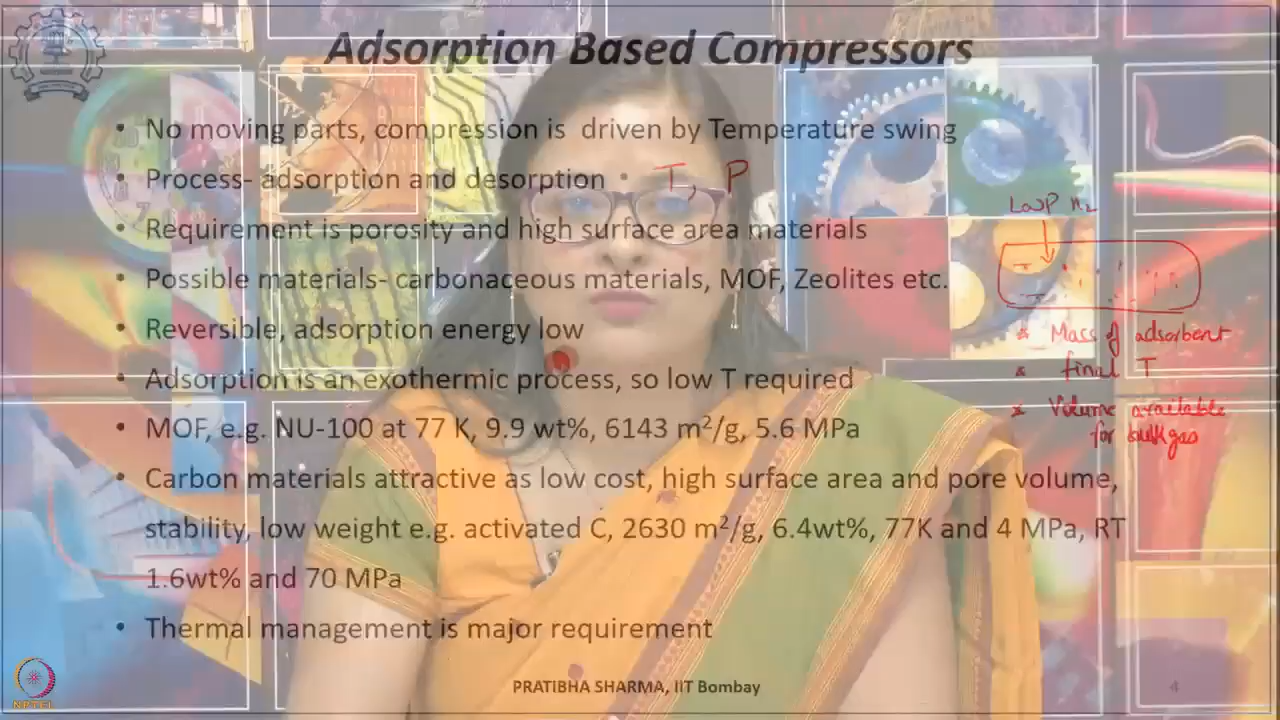 Adsorption Based Compressors
• No moving parts, compression is driven by Temperature swing
• Process- adsorption and desorption T, P
• Requirement is porosity and high surface area materials
Low P H2
• Possible materials- carbonaceous materials, MOF, Zeolites etc.
• Reversible, adsorption energy low
* Mass of adsorbent
* final T
• Adsorption is an exothermic process, so low T required
* Volume available
for bulk gas
• MOF, e.g. NU-100 at 77 K, 9.9 wt%, 6143 m²/g, 5.6 MPa
• Carbon materials attractive as low cost, high surface area and pore volume,
stability, low weight e.g. activated C, 2630 m²/g, 6.4wt%, 77K and 4 MPa, RT
1.6wt% and 70 MPa
• Thermal management is major requirement
PRATIBHA SHARMA, IIT Bombay
4
NPTEL